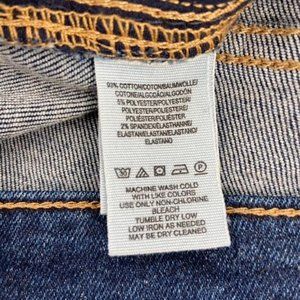 93% COTTON/COTON/BAUMWOLLE/
COTONE/ALGODÃO/ALGODÓN
5% POLYESTER/POLYESTER/
POLYESTER/POLIESTERE/
POLIÉSTER/POLIÉSTER
2% SPANDEX/ELASTHANNE/
ELASTAN/ELASTAN/ELASTANO/
ELASTANO
MACHINE WASH COLD
WITH LIKE COLORS
USE ONLY NON-CHLORINE
BLEACH
TUMBLE DRY LOW
LOW IRON AS NEEDED
MAY BE DRY CLEANED